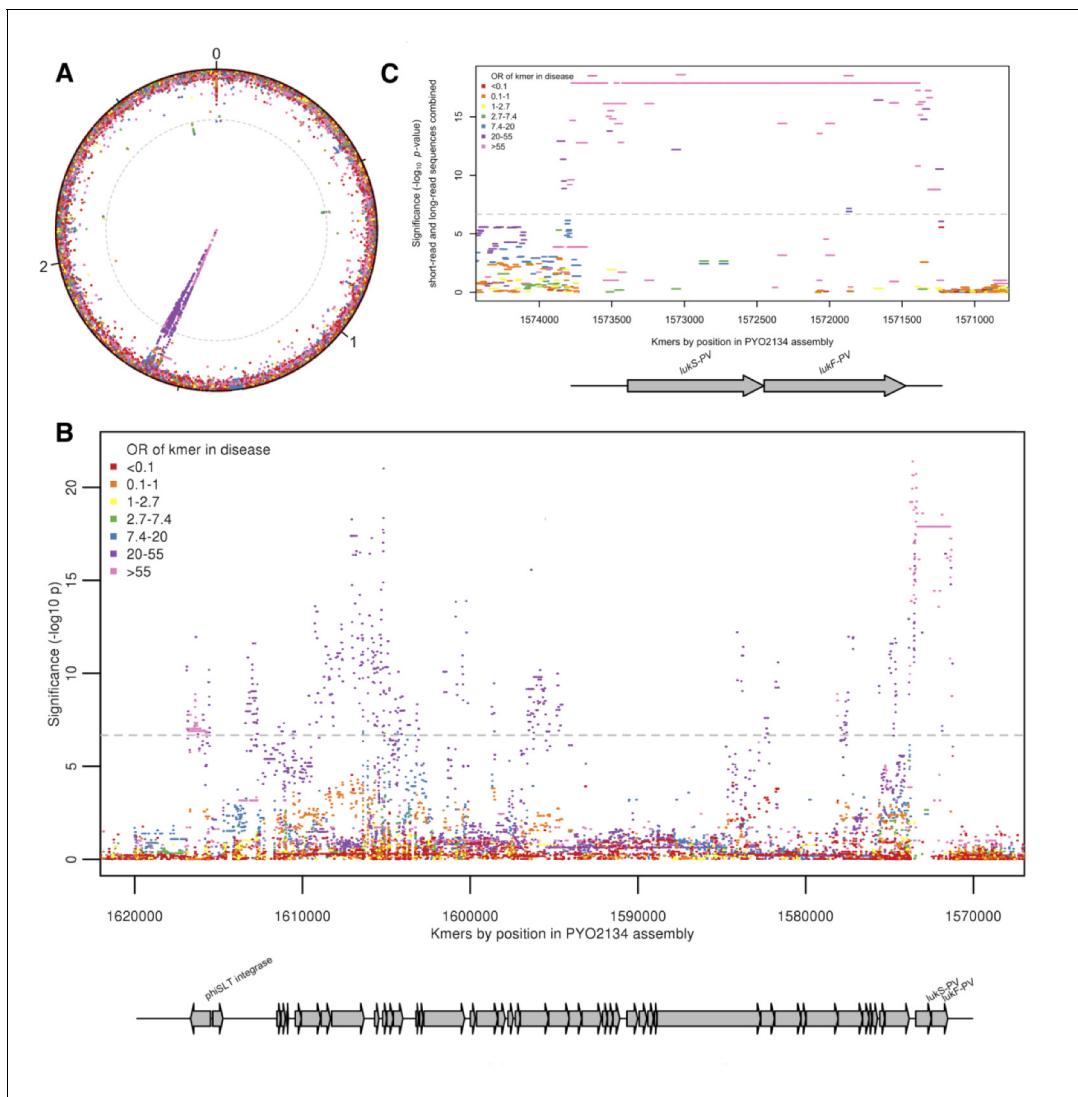 A
0
1
2
C
OR of kmer in disease
<0.1
0.1-1
1-2.7
2.7-7.4
7.4-20
20-55
>55
Significance (-log10 p-value)
short-read and long-read sequences combined
15
10
5
0
1574000 1573500 1573000 1572500 1572000 1571500 1571000
Kmers by position in PYO2134 assembly
lukS-PV lukF-PV
B
OR of kmer in disease
<0.1
0.1-1
1-2.7
2.7-7.4
7.4-20
20-55
>55
Significance (-log10 p)
20
15
10
5
0
1620000 1610000 1600000 1590000 1580000 1570000
Kmers by position in PYO2134 assembly
phiSLT integrase lukS-PV lukF-PV